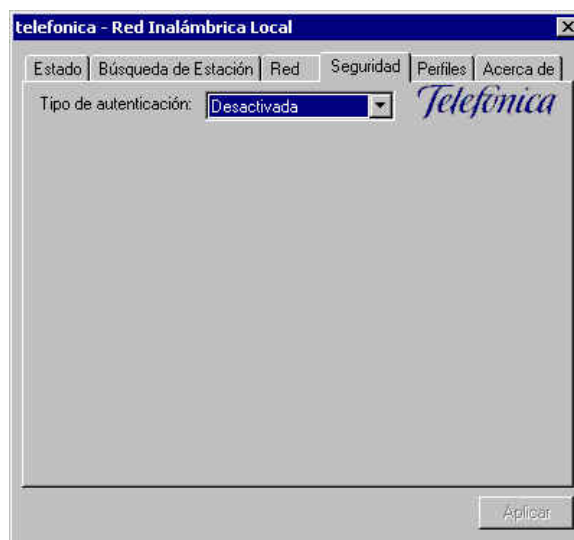 telefonica - Red Inalámbrica Local
Estado Búsqueda de Estación Red Seguridad Perfiles Acerca de
Tipo de autenticación: Desactivada
Telefónica
Aplicar